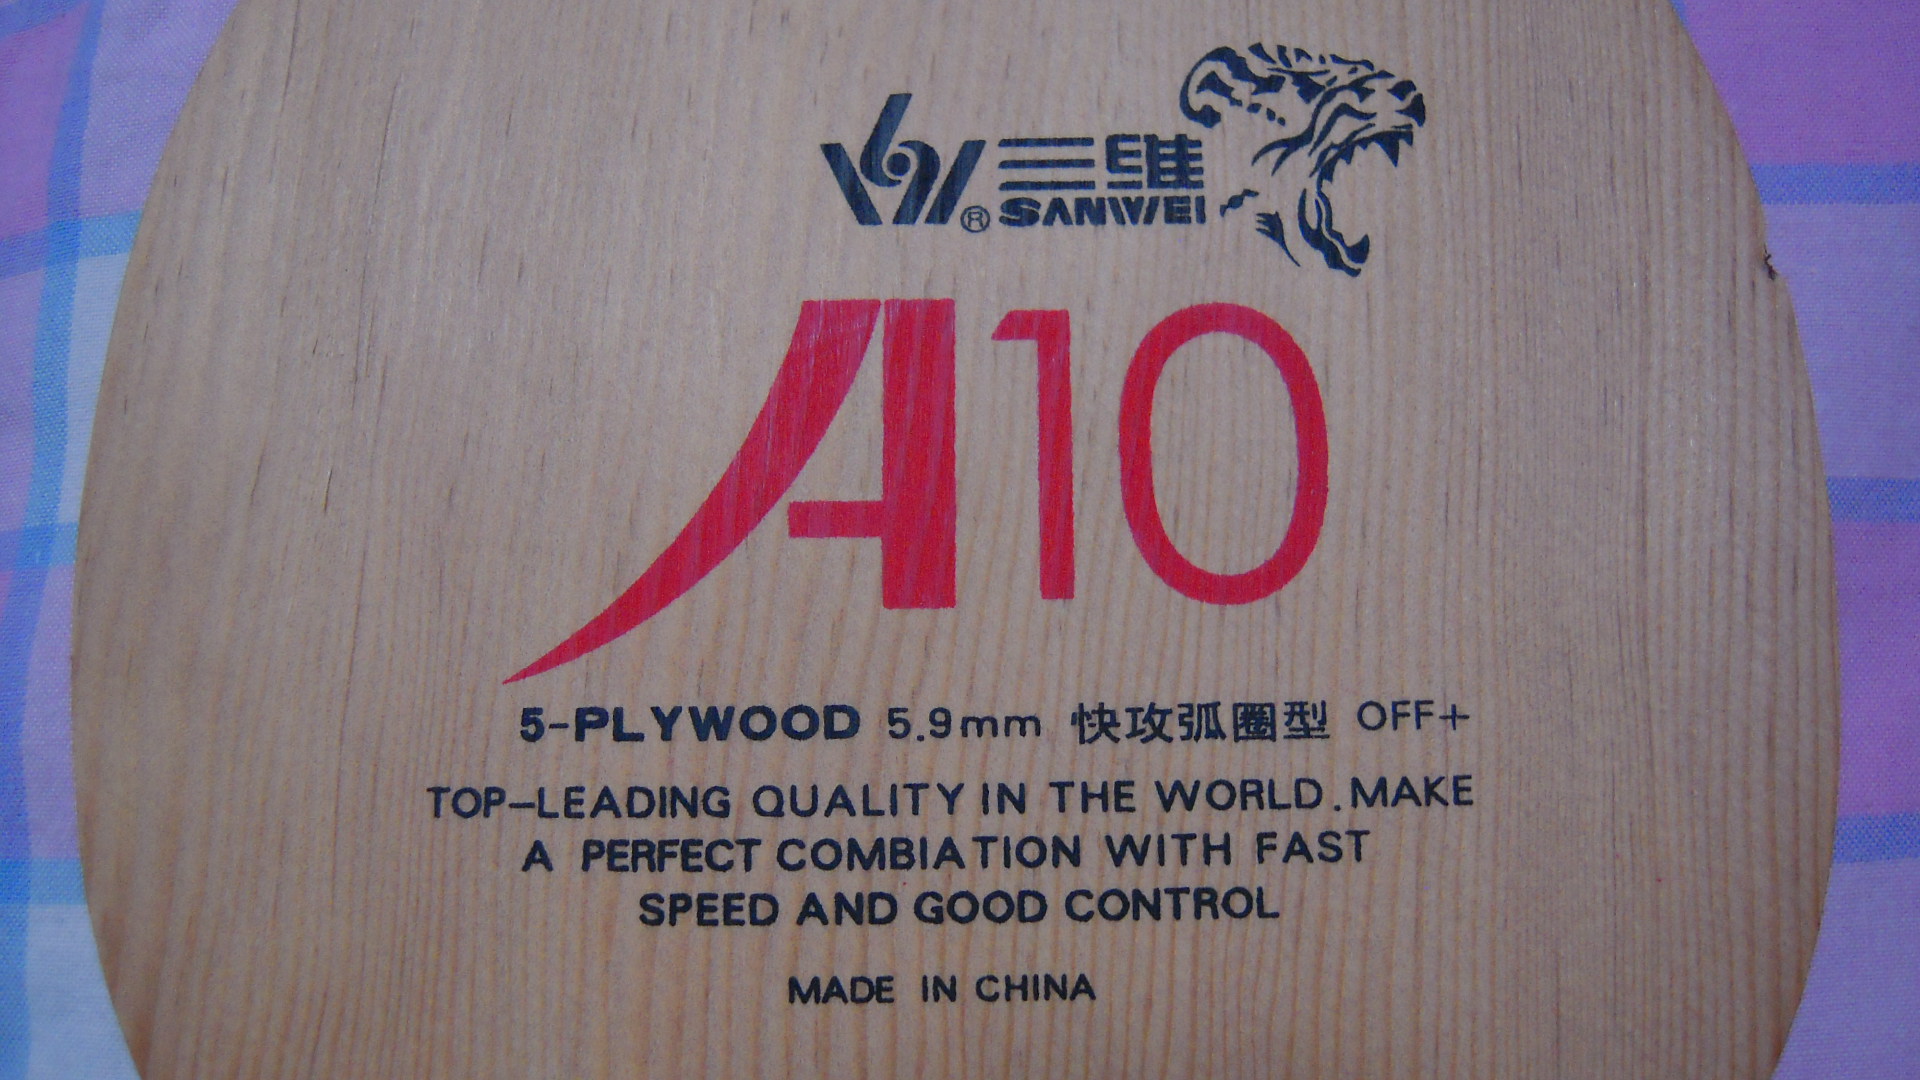 三维
® SANWEI
A10
5-PLYWOOD 5.9mm 快攻弧圈型 OFF+
TOP-LEADING QUALITY IN THE WORLD. MAKE
A PERFECT COMBIATION WITH FAST
SPEED AND GOOD CONTROL
MADE IN CHINA